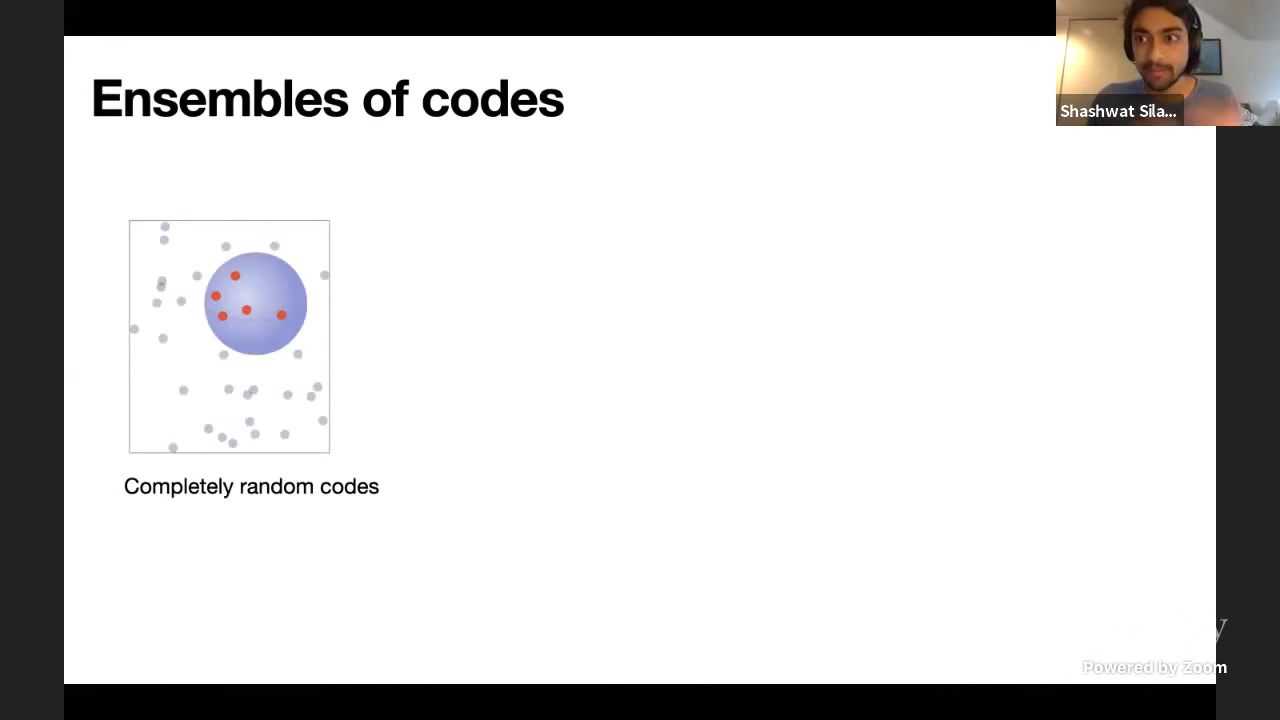 Ensembles of codes
Shashwat Sila...
Completely random codes
Powered by Zoom